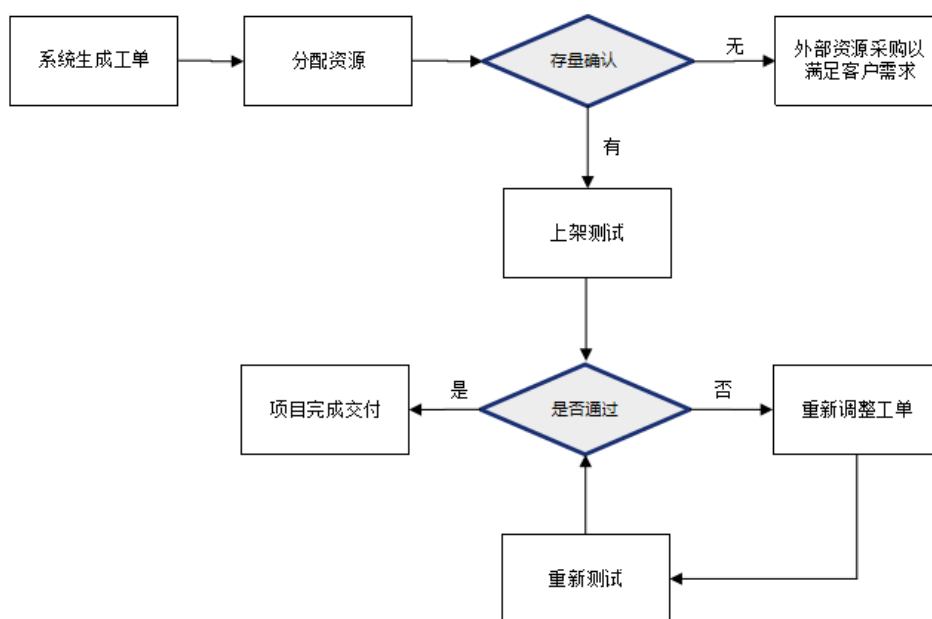 系统生成工单
分配资源
存量确认
无
外部资源采购以
满足客户需求
有
上架测试
项目完成交付
是
是否通过
否
重新调整工单
重新测试